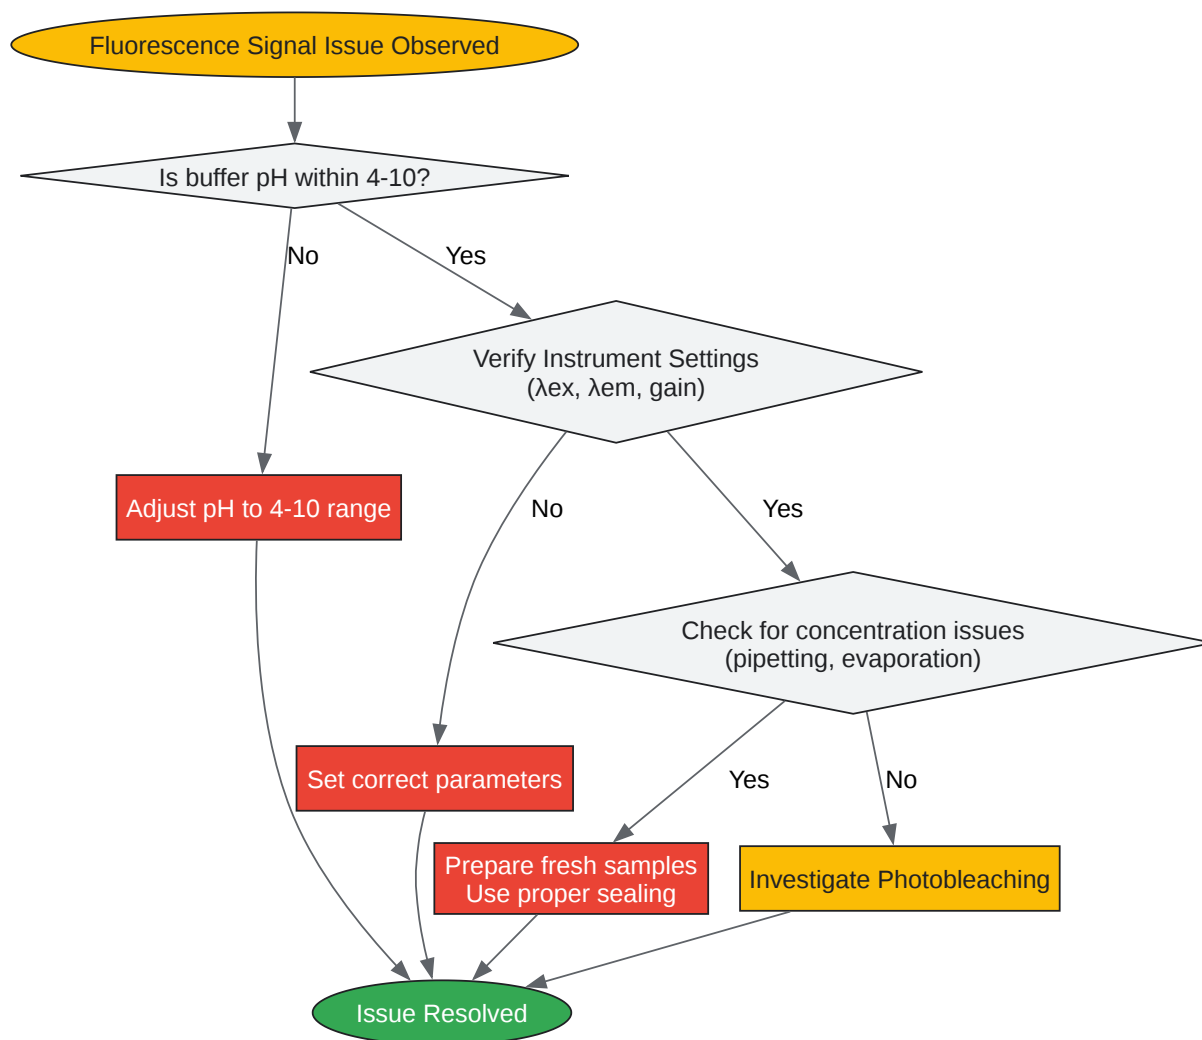 Fluorescence Signal Issue Observed
Is buffer pH within 4-10?
No
Yes
Verify Instrument Settings
(λex, λem, gain)
Adjust pH to 4-10 range
No
Yes
Check for concentration issues
(pipetting, evaporation)
Set correct parameters
Yes
No
Prepare fresh samples
Use proper sealing
Investigate Photobleaching
Issue Resolved